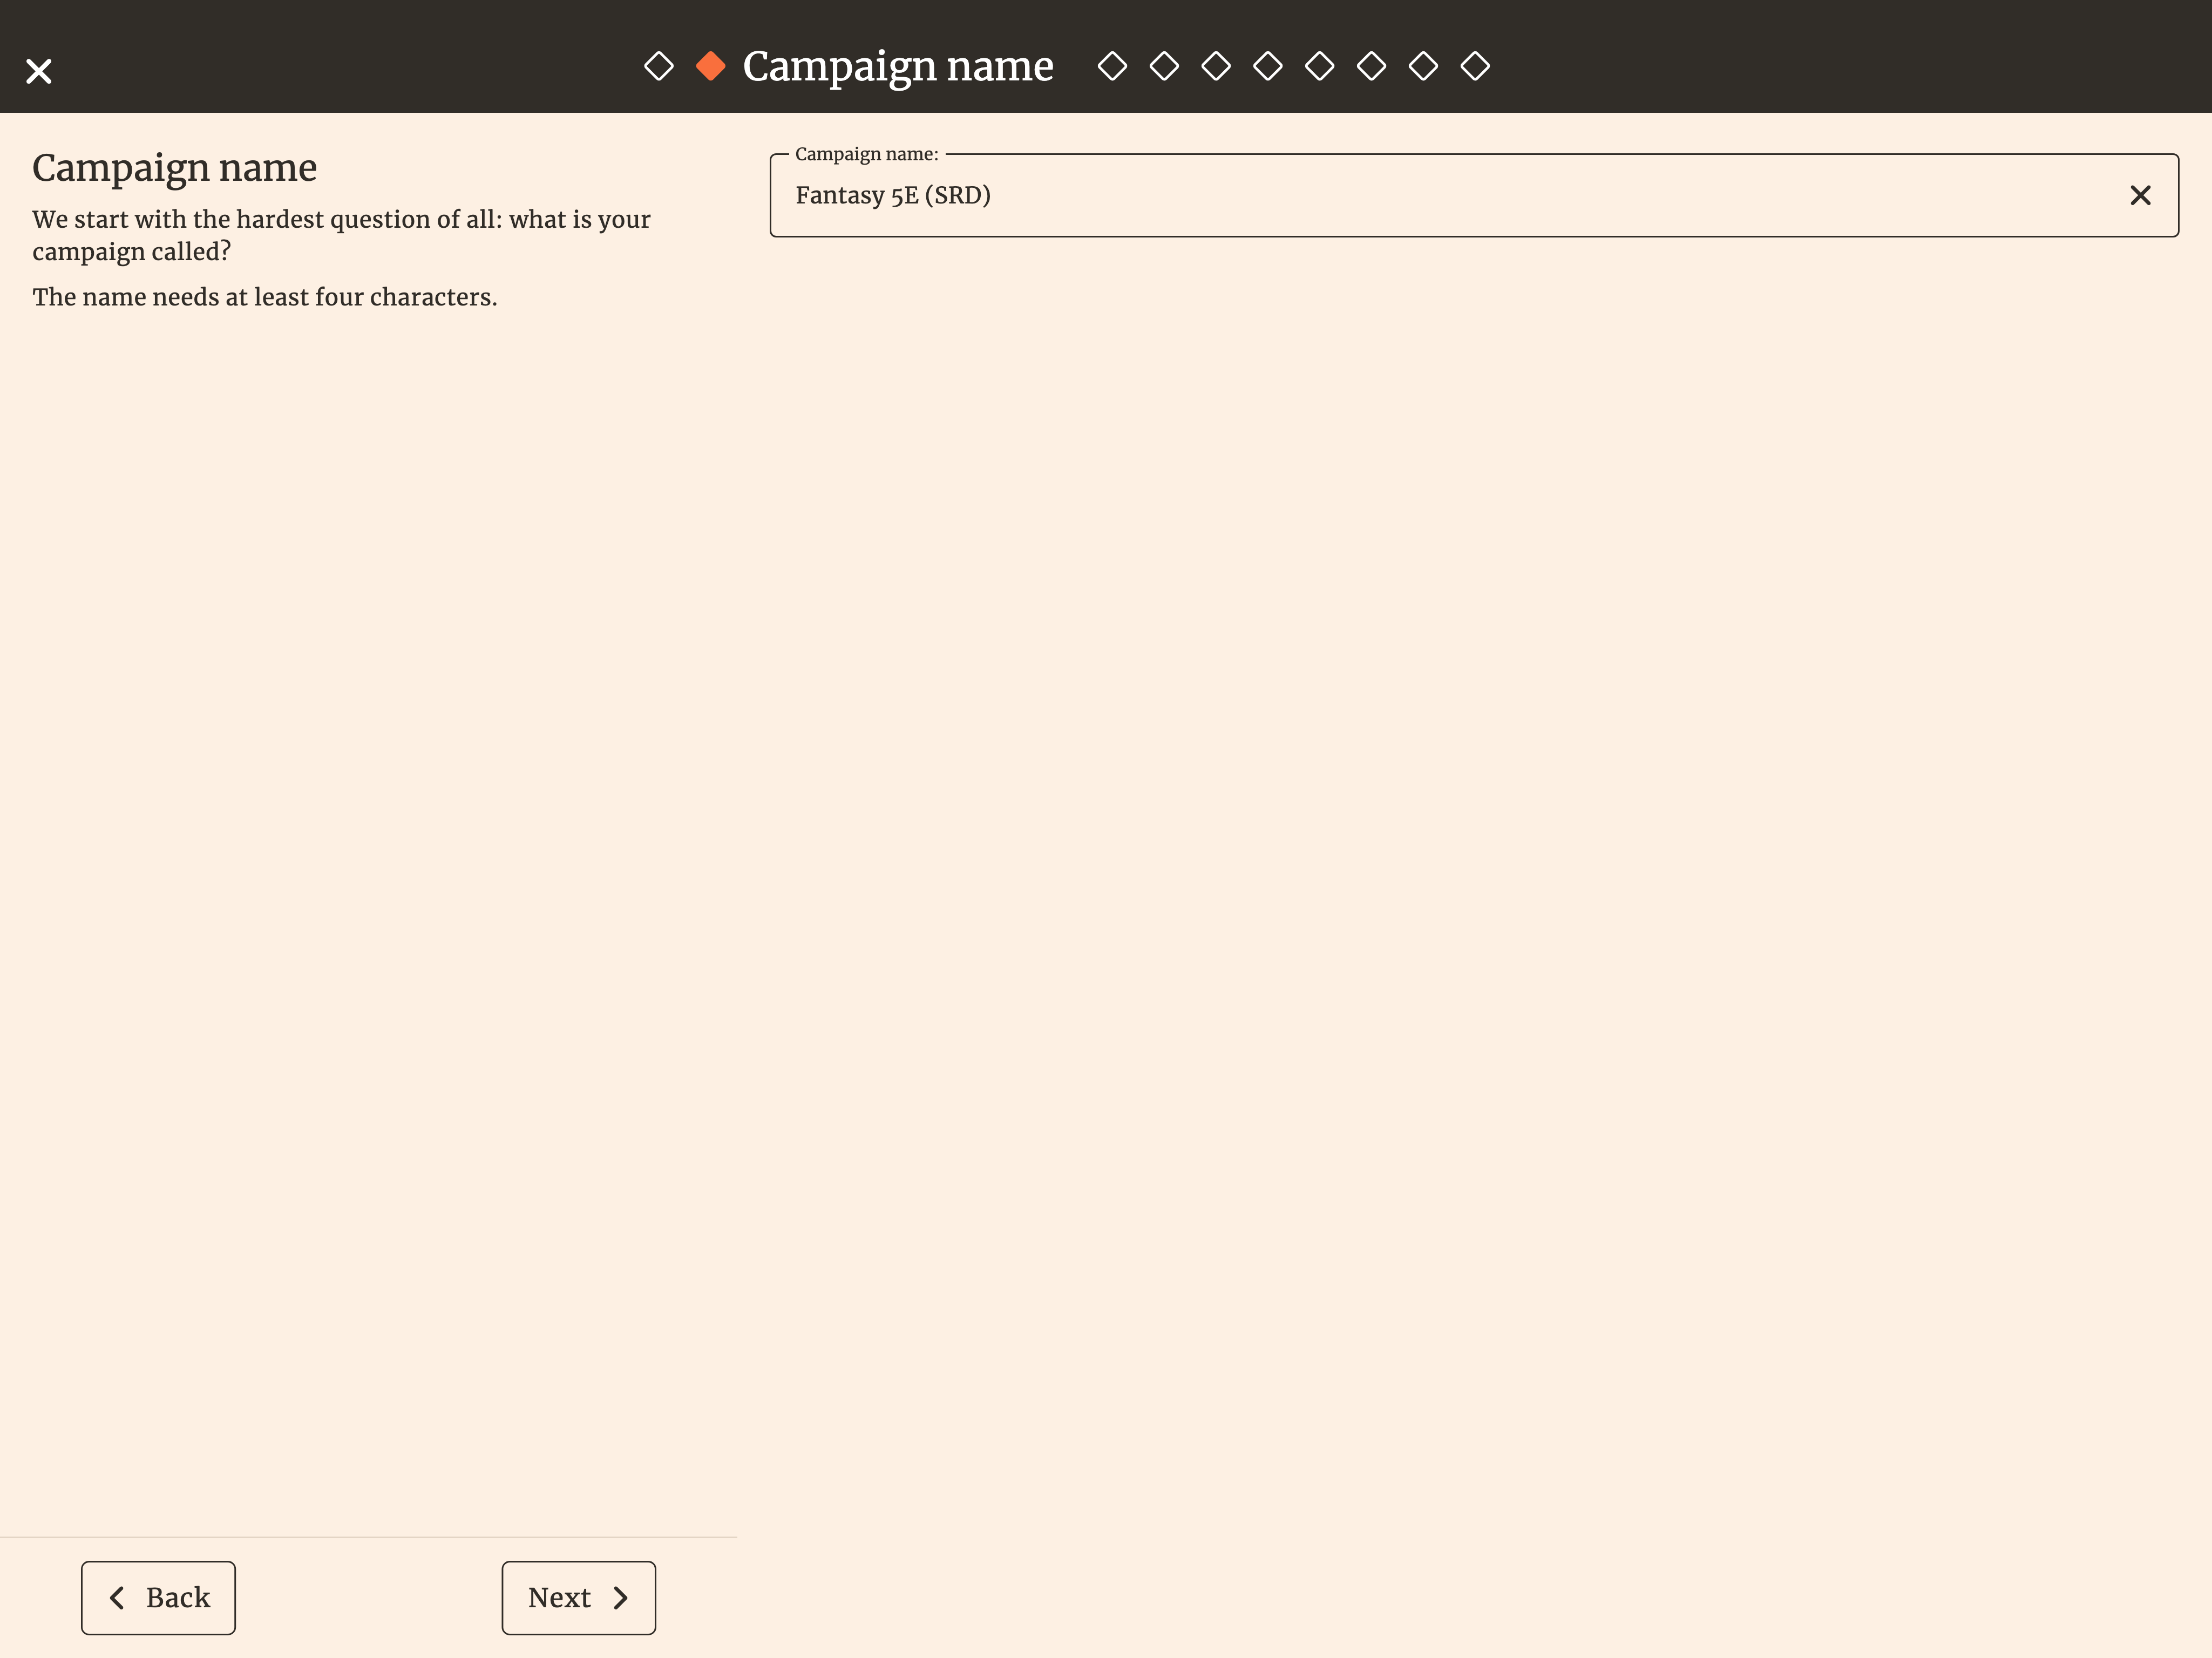 Campaign name
Campaign name
We start with the hardest question of all: what is your
campaign called?
The name needs at least four characters.
Campaign name:
Fantasy 5E (SRD)
Back
Next